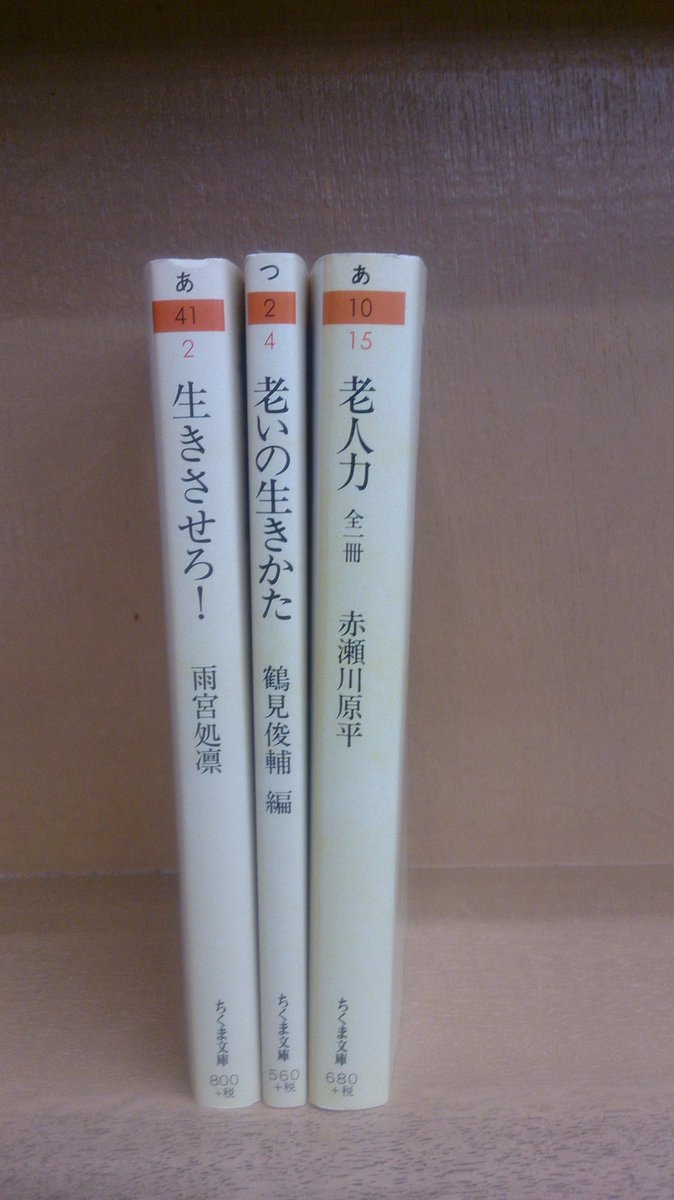 あ
41
2
生きさせろ!
雨宮処凛
ちくま文庫
800
+税
つ
2
4
老いの生きかた
鶴見俊輔 編
ちくま文庫
560
+税
あ
10
15
老人力
全一冊
赤瀬川原平
ちくま文庫
680
+税